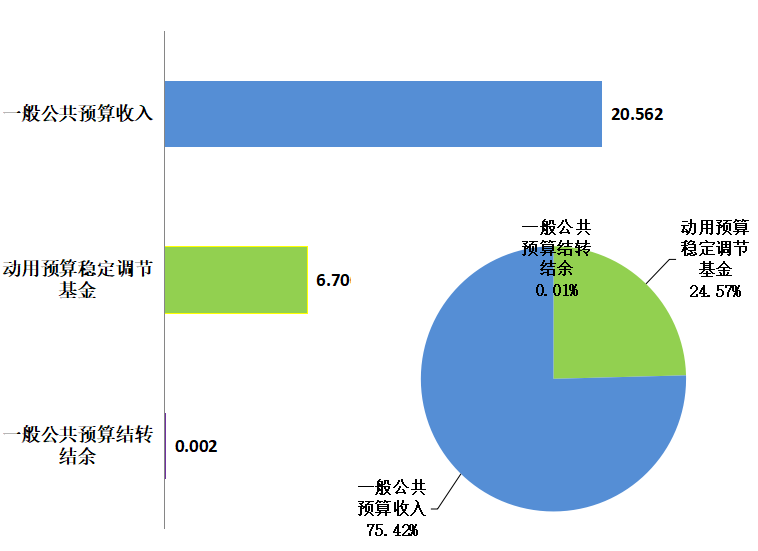 一般公共预算收入
20.562
动用预算稳定调节
基金
6.70
一般公共预算结转
结余
0.002
一般公共
预算结转
结余
0.01%
动用预算
稳定调节
基金
24.57%
一般公共
预算收入
75.42%